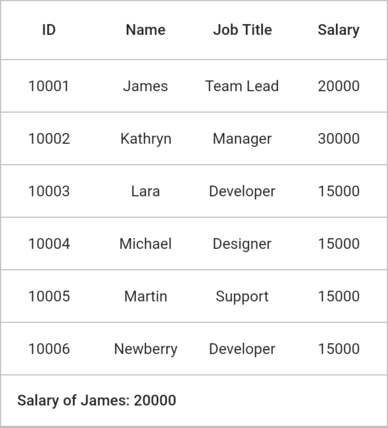 ID Name Job Title Salary
10001 James Team Lead 20000
10002 Kathryn Manager 30000
10003 Lara Developer 15000
10004 Michael Designer 15000
10005 Martin Support 15000
10006 Newberry Developer 15000
Salary of James: 20000